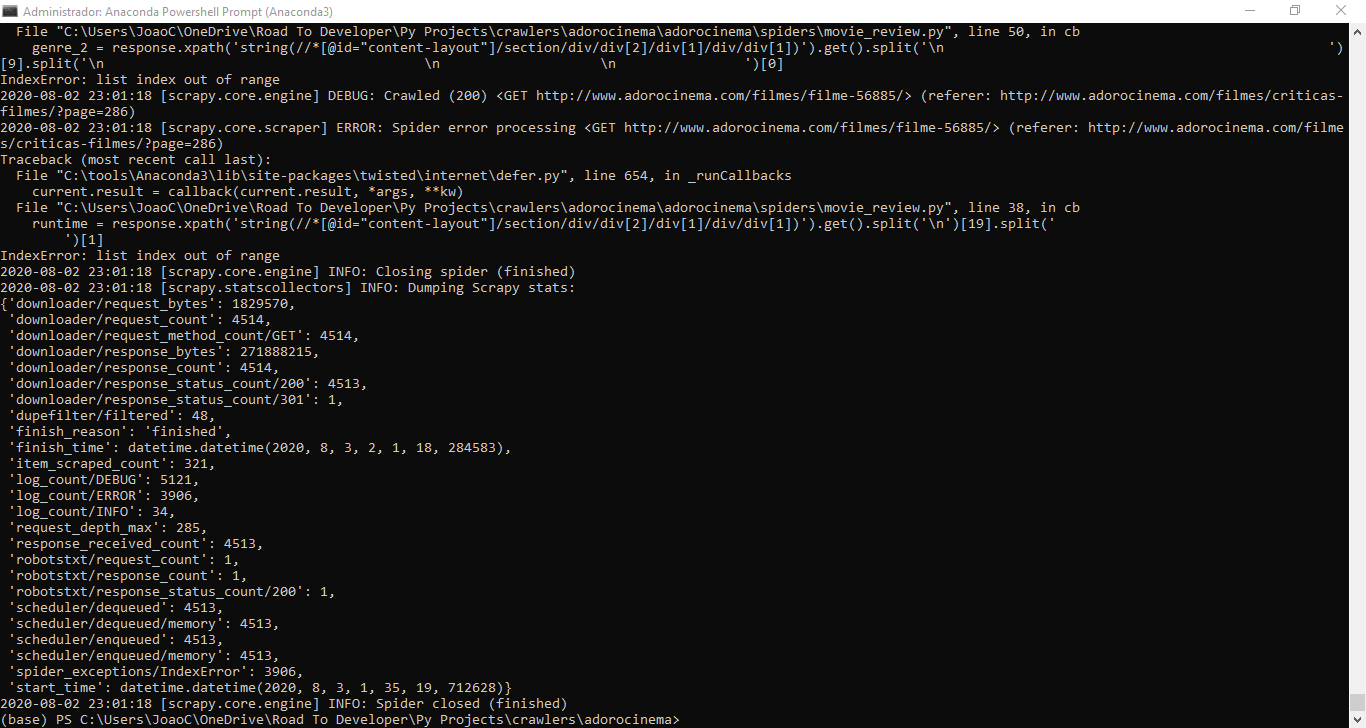 Administrador: Anaconda Powershell Prompt (Anaconda3)
  File "C:\Users\JoaoC\OneDrive\Road To Developer\Py Projects\crawlers\adorocinema\adorocinema\spiders\movie_review.py", line 50, in cb
    genre_2 = response.xpath('string(//*[@id="content-layout"]/section/div/div[2]/div[1]/div/div[1])').get().split('\n                                                ')
[9].split('\n                                        \n                    \n                 ')[0]
IndexError: list index out of range
2020-08-02 23:01:18 [scrapy.core.engine] DEBUG: Crawled (200) <GET http://www.adorocinema.com/filmes/filme-56885/> (referer: http://www.adorocinema.com/filmes/criticas-
filmes/?page=286)
2020-08-02 23:01:18 [scrapy.core.scraper] ERROR: Spider error processing <GET http://www.adorocinema.com/filmes/filme-56885/> (referer: http://www.adorocinema.com/filme
s/criticas-filmes/?page=286)
Traceback (most recent call last):
  File "C:\tools\Anaconda3\lib\site-packages\twisted\internet\defer.py", line 654, in _runCallbacks
    current.result = callback(current.result, *args, **kw)
  File "C:\Users\JoaoC\OneDrive\Road To Developer\Py Projects\crawlers\adorocinema\adorocinema\spiders\movie_review.py", line 38, in cb
    runtime = response.xpath('string(//*[@id="content-layout"]/section/div/div[2]/div[1]/div/div[1])').get().split('\n')[19].split('
        ')[1]
IndexError: list index out of range
2020-08-02 23:01:18 [scrapy.core.engine] INFO: Closing spider (finished)
2020-08-02 23:01:18 [scrapy.statscollectors] INFO: Dumping Scrapy stats:
{'downloader/request_bytes': 1829570,
 'downloader/request_count': 4514,
 'downloader/request_method_count/GET': 4514,
 'downloader/response_bytes': 271888215,
 'downloader/response_count': 4514,
 'downloader/response_status_count/200': 4513,
 'downloader/response_status_count/301': 1,
 'dupefilter/filtered': 48,
 'finish_reason': 'finished',
 'finish_time': datetime.datetime(2020, 8, 3, 2, 1, 18, 284583),
 'item_scraped_count': 321,
 'log_count/DEBUG': 5121,
 'log_count/ERROR': 3906,
 'log_count/INFO': 34,
 'request_depth_max': 285,
 'response_received_count': 4513,
 'robotstxt/request_count': 1,
 'robotstxt/response_count': 1,
 'robotstxt/response_status_count/200': 1,
 'scheduler/dequeued': 4513,
 'scheduler/dequeued/memory': 4513,
 'scheduler/enqueued': 4513,
 'scheduler/enqueued/memory': 4513,
 'spider_exceptions/IndexError': 3906,
 'start_time': datetime.datetime(2020, 8, 3, 1, 35, 19, 712628)}
2020-08-02 23:01:18 [scrapy.core.engine] INFO: Spider closed (finished)
(base) PS C:\Users\JoaoC\OneDrive\Road To Developer\Py Projects\crawlers\adorocinema>